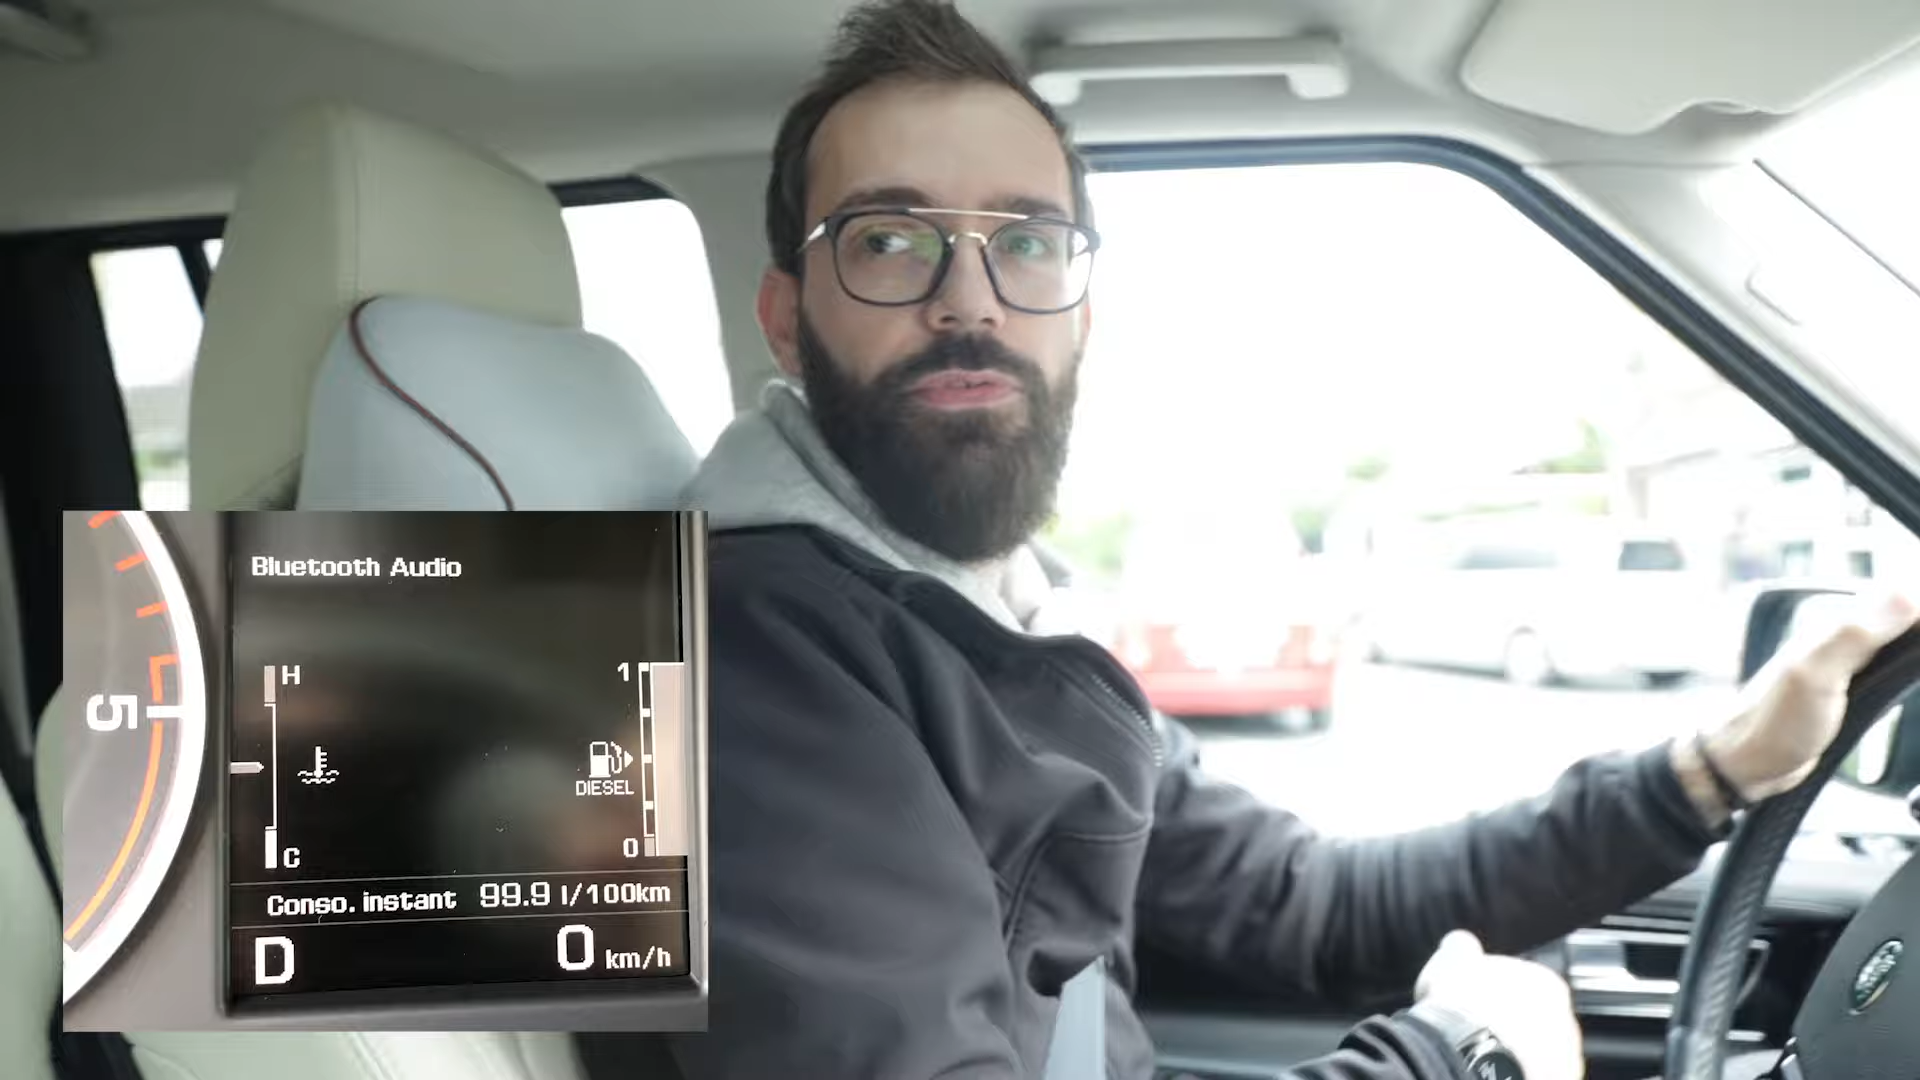 Bluetooth Audio
5
H
1
DIESEL
0
C
Conso. instant 99.9 l/100km
D 0 km/h